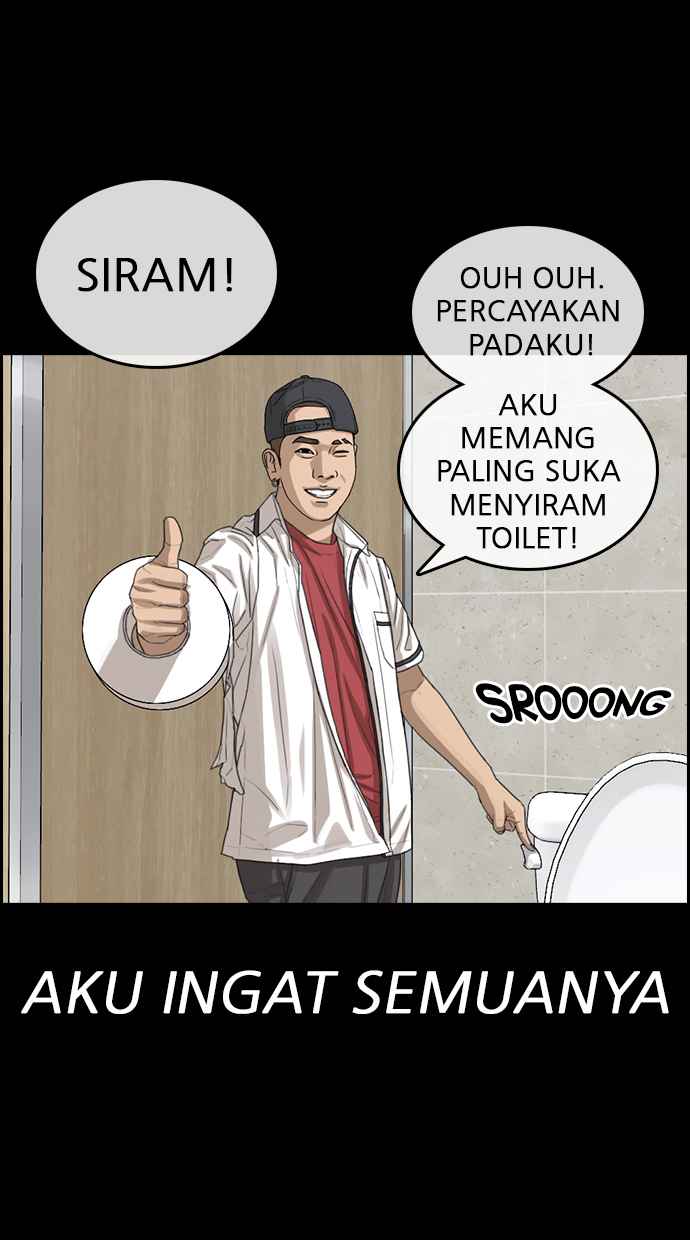 SIRAM!
OUH OUH.
PERCAYAKAN
PADAKU!
AKU
MEMANG
PALING SUKA
MENYIRAM
TOILET!
SROOONG
AKU INGAT SEMUANYA